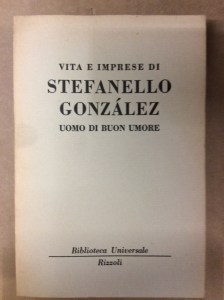 VITA E IMPRESE DI
STEFANELLO
GONZÁLEZ
UOMO DI BUON UMORE
Biblioteca Universale
Rizzoli